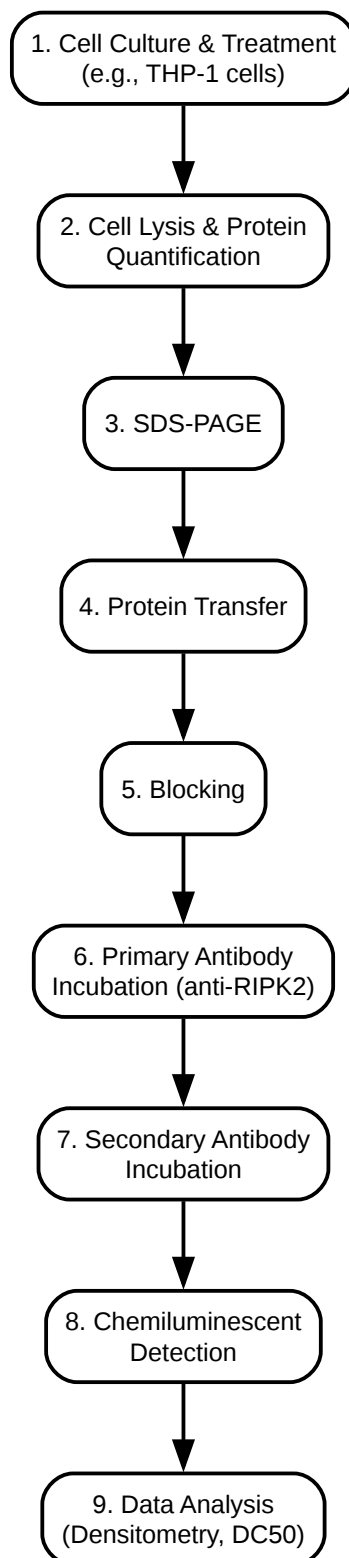 1. Cell Culture & Treatment
(e.g., THP-1 cells)
2. Cell Lysis & Protein
Quantification
3. SDS-PAGE
4. Protein Transfer
5. Blocking
6. Primary Antibody
Incubation (anti-RIPK2)
7. Secondary Antibody
Incubation
8. Chemiluminescent
Detection
9. Data Analysis
(Densitometry, DC50)